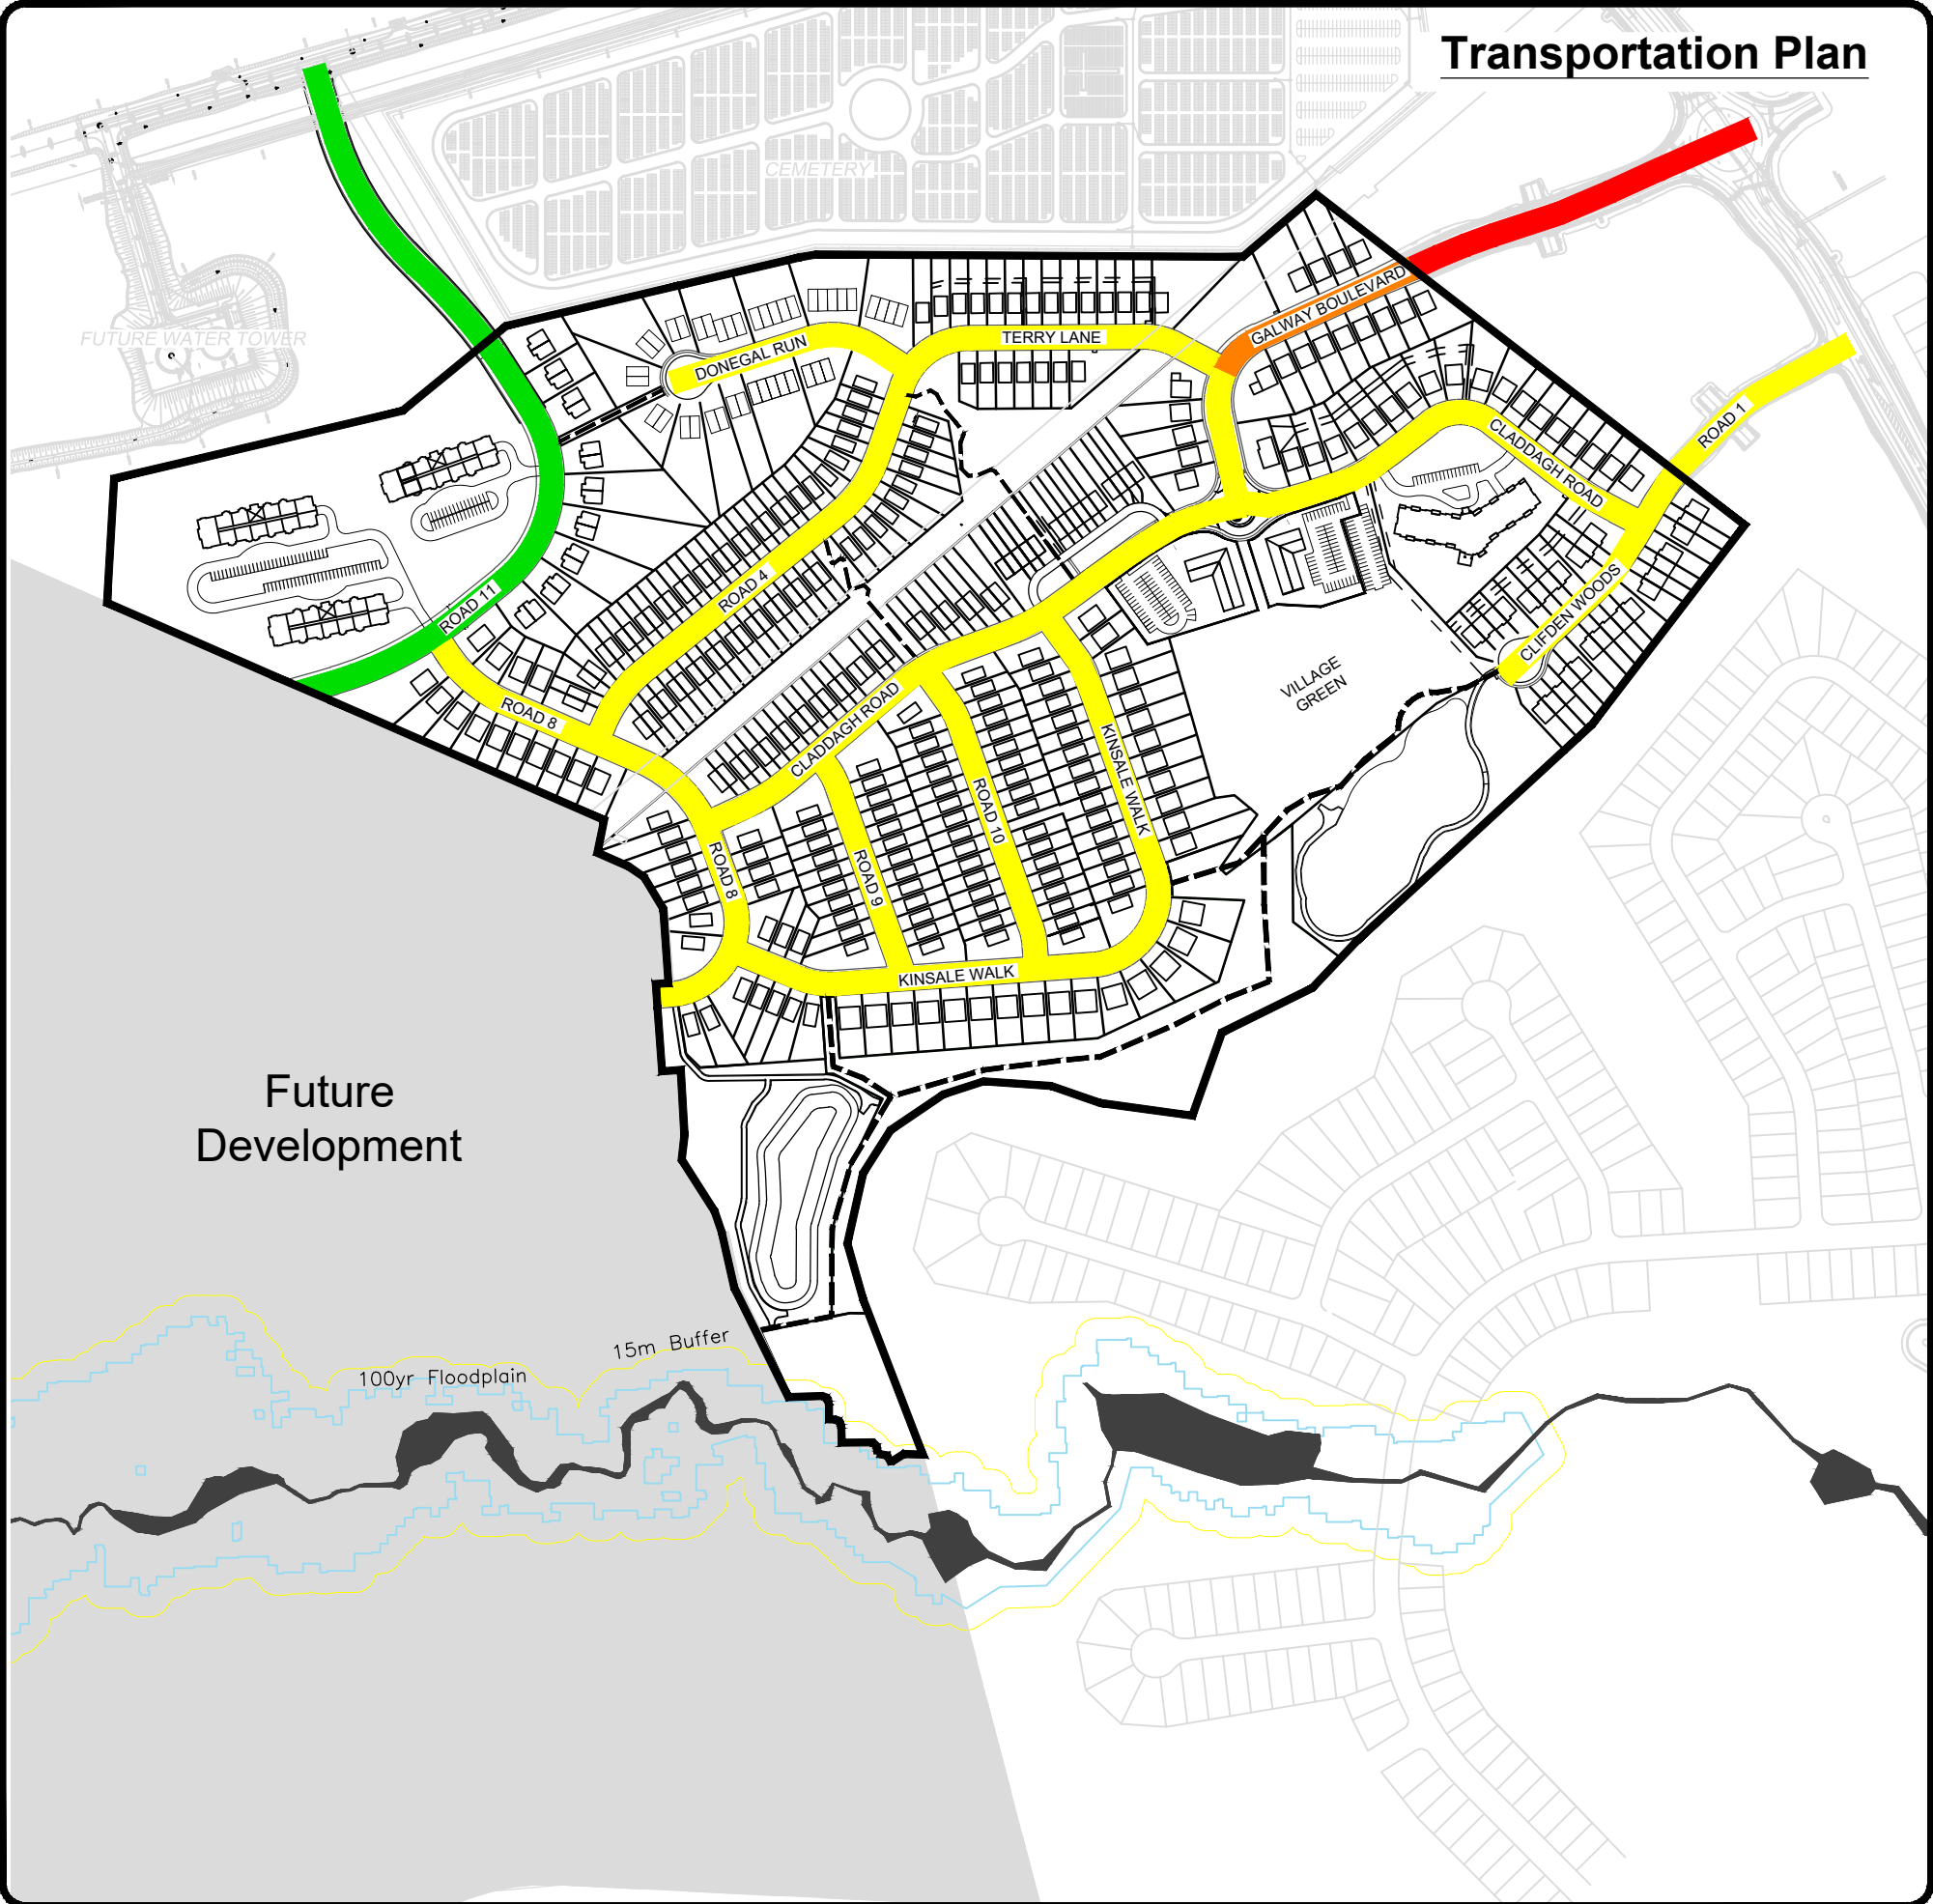 Transportation Plan
CEMETERY
FUTURE WATER TOWER
GALWAY BOULEVARD
TERRY LANE
DONEGAL RUN
ROAD 1
CLADDAGH ROAD
ROAD 4
ROAD 11
CLIFDEN WOODS
VILLAGE
GREEN
ROAD 8
CLADDAGH ROAD
KINSALE WALK
ROAD 10
ROAD 8
ROAD 9
KINSALE WALK
Future
Development
15m Buffer
100yr Floodplain